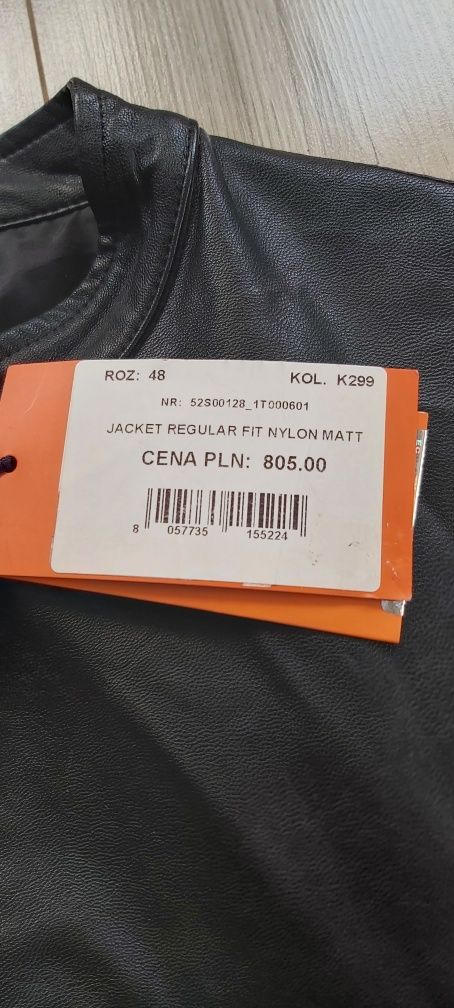 ROZ: 48 KOL. K299
NR: 52S00128_1T000601
JACKET REGULAR FIT NYLON MATT
CENA PLN: 805.00
8 057735 155224